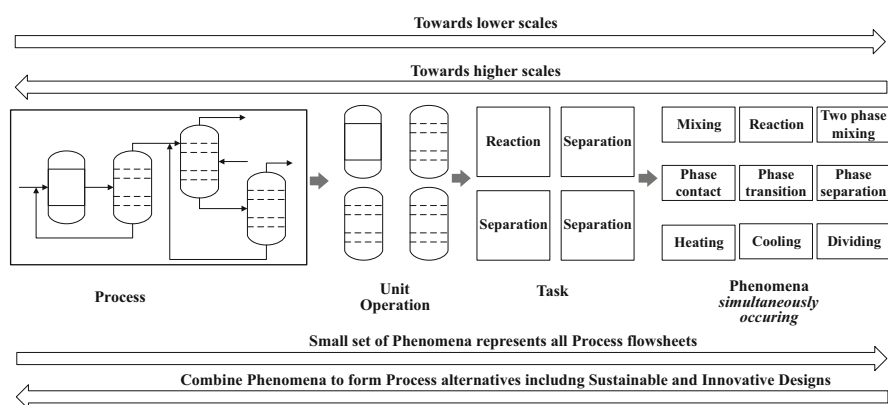 Towards lower scales
Towards higher scales
Reaction
Separation
Separation
Separation
Mixing
Reaction
Two phase
mixing
Phase
contact
Phase
transition
Phase
separation
Heating
Cooling
Dividing
Process
Unit
Operation
Task
Phenomena
simultaneously
occuring
Small set of Phenomena represents all Process flowsheets
Combine Phenomena to form Process alternatives includng Sustainable and Innovative Designs